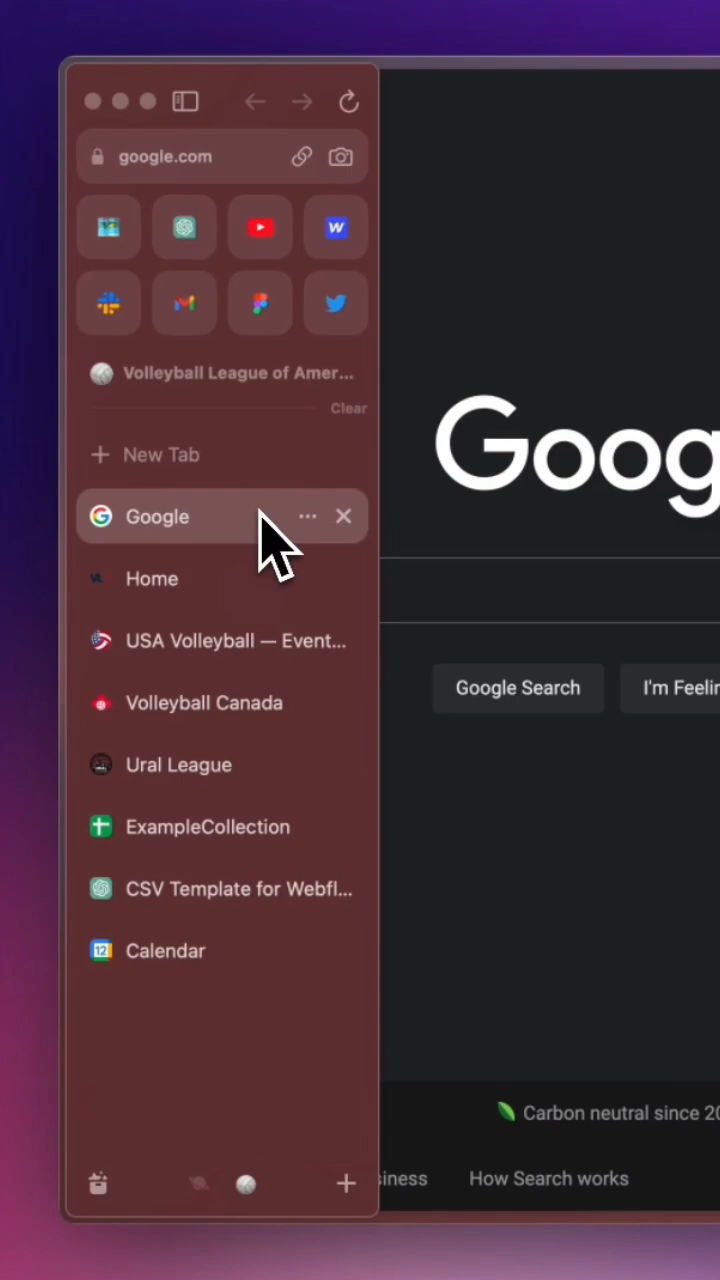 google.com
W
Volleyball League of Amer...
Clear
New Tab
Google
Home
USA Volleyball — Event...
Volleyball Canada
Ural League
ExampleCollection
CSV Template for Webfl...
12
Calendar
Goog
Google Search
I'm Feelin
Carbon neutral since 20
siness
How Search works